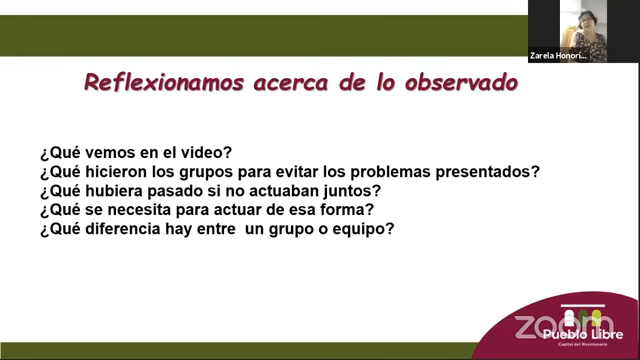 Zarela Honori...
Reflexionamos acerca de lo observado
¿Qué vemos en el video?
¿Qué hicieron los grupos para evitar los problemas presentados?
¿Qué hubiera pasado si no actuaban juntos?
¿Qué se necesita para actuar de esa forma?
¿Qué diferencia hay entre un grupo o equipo?
zoom
Pueblo Libre
Capital del Bicentenario